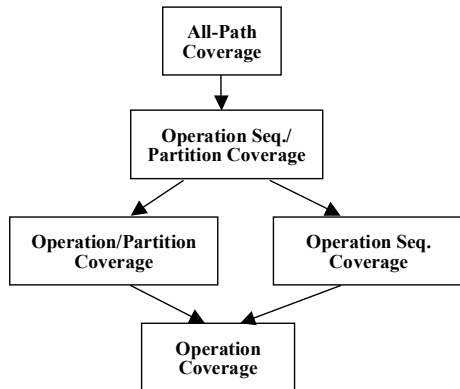 All-Path
Coverage
Operation Seq./
Partition Coverage
Operation/Partition
Coverage
Operation Seq.
Coverage
Operation
Coverage